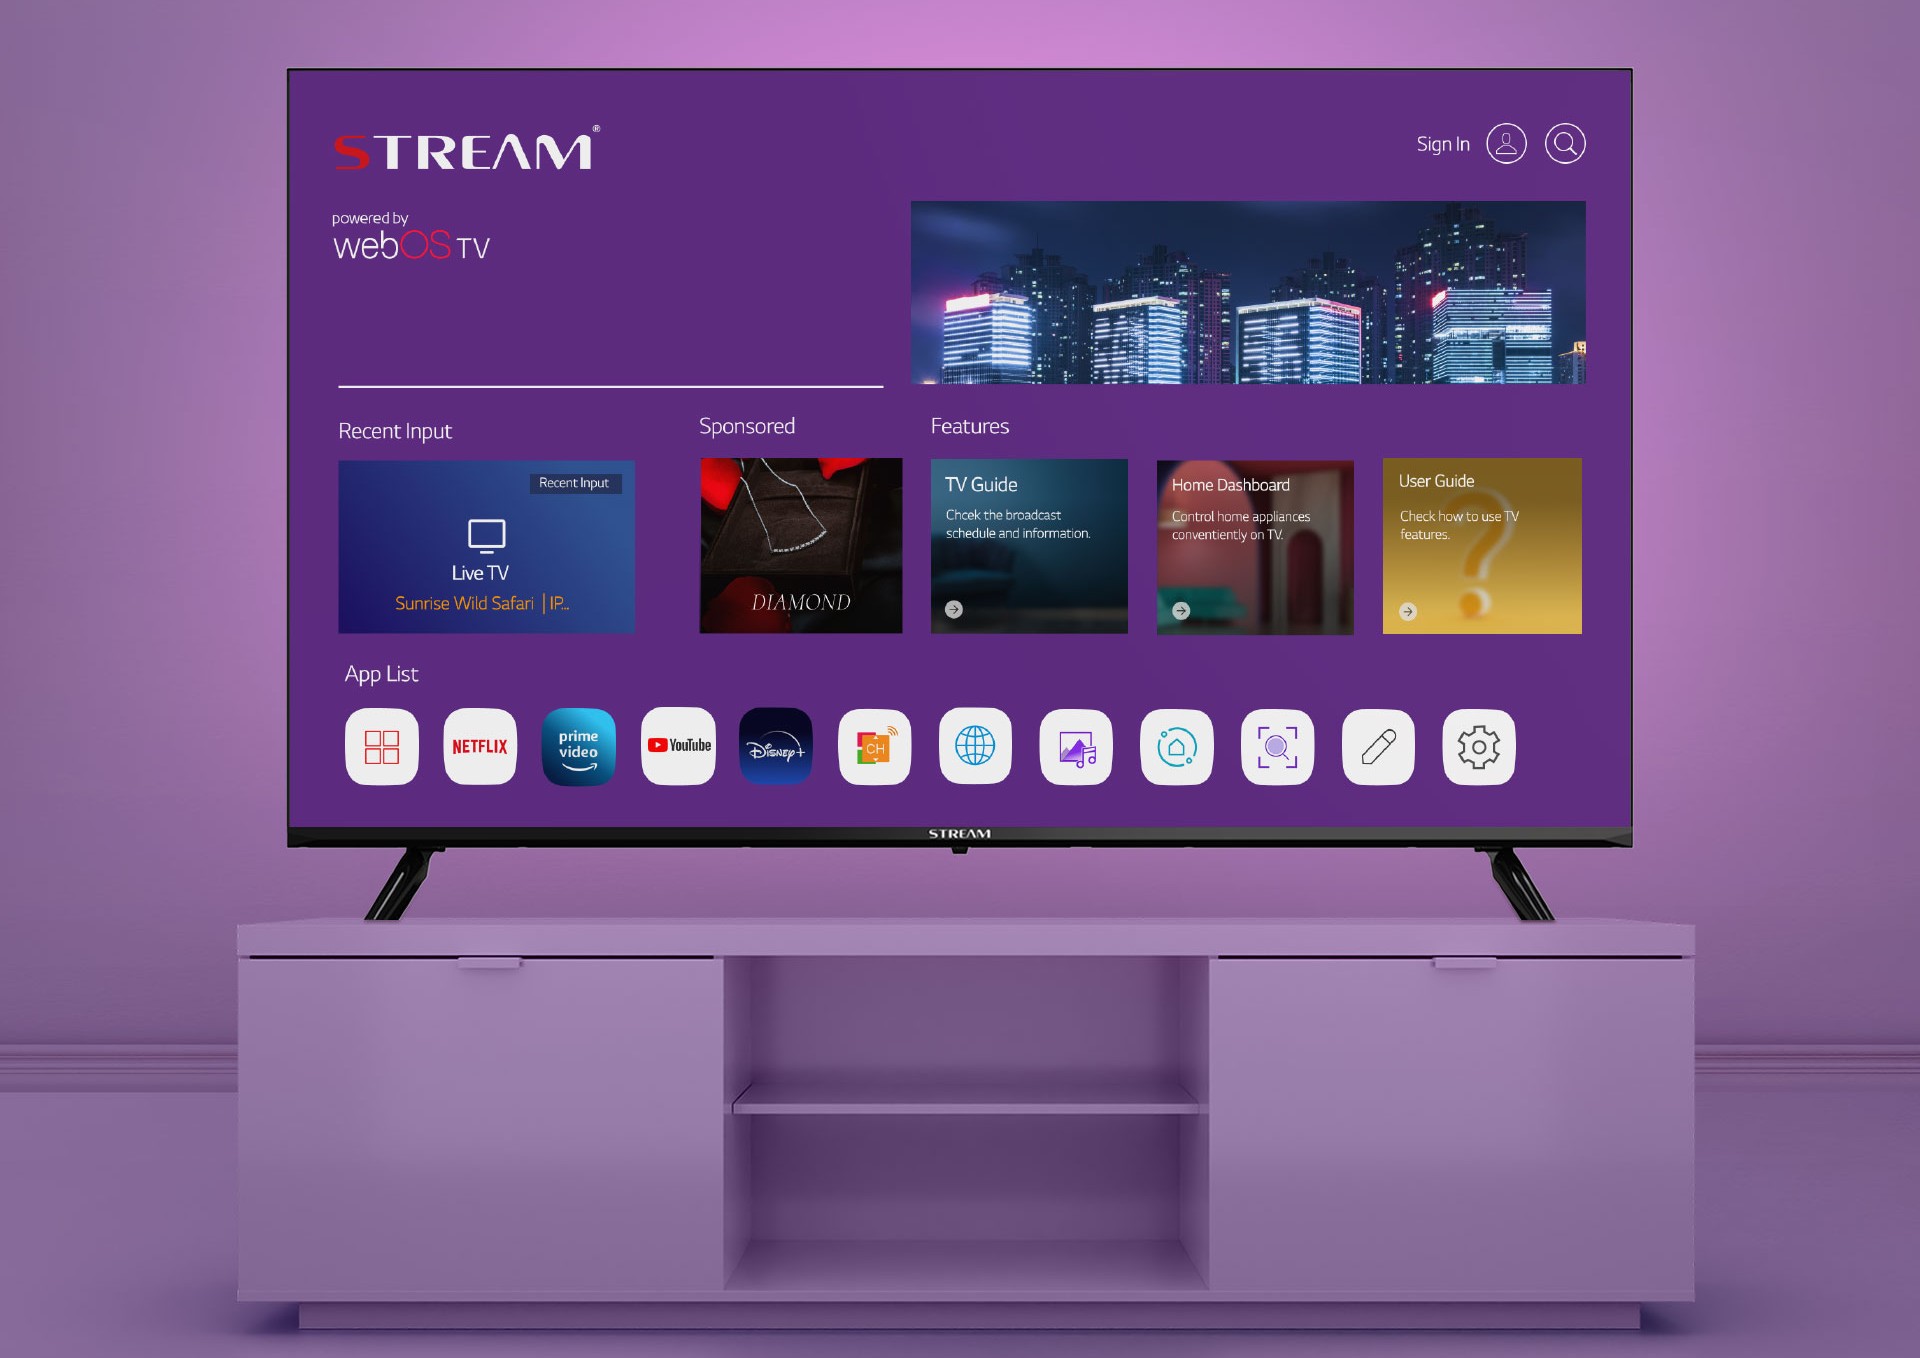 STREAM®
Sign In
powered by
webOS TV
Recent Input
Sponsored
Features
Recent Input
Live TV
Sunrise Wild Safari | IP...
DIAMOND
TV Guide
Chcek the broadcast
schedule and information.
Home Dashboard
Control home appliances
conventiently on TV.
User Guide
Check how to use TV
features.
App List
NETFLIX
prime
video
YouTube
Disney+
CH
STREAM